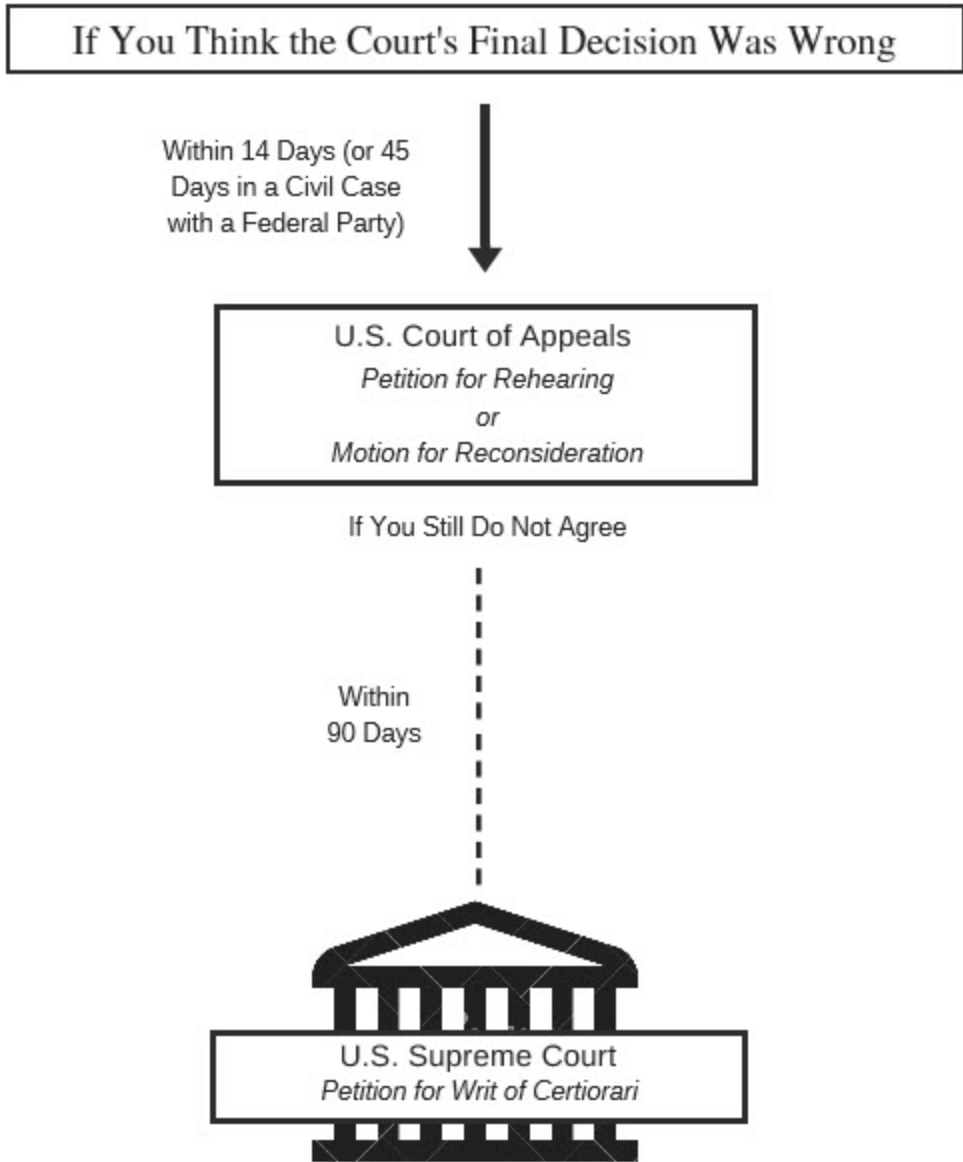 If You Think the Court's Final Decision Was Wrong
Within 14 Days (or 45
Days in a Civil Case
with a Federal Party)
U.S. Court of Appeals
Petition for Rehearing
or
Motion for Reconsideration
If You Still Do Not Agree
Within
90 Days
U.S. Supreme Court
Petition for Writ of Certiorari